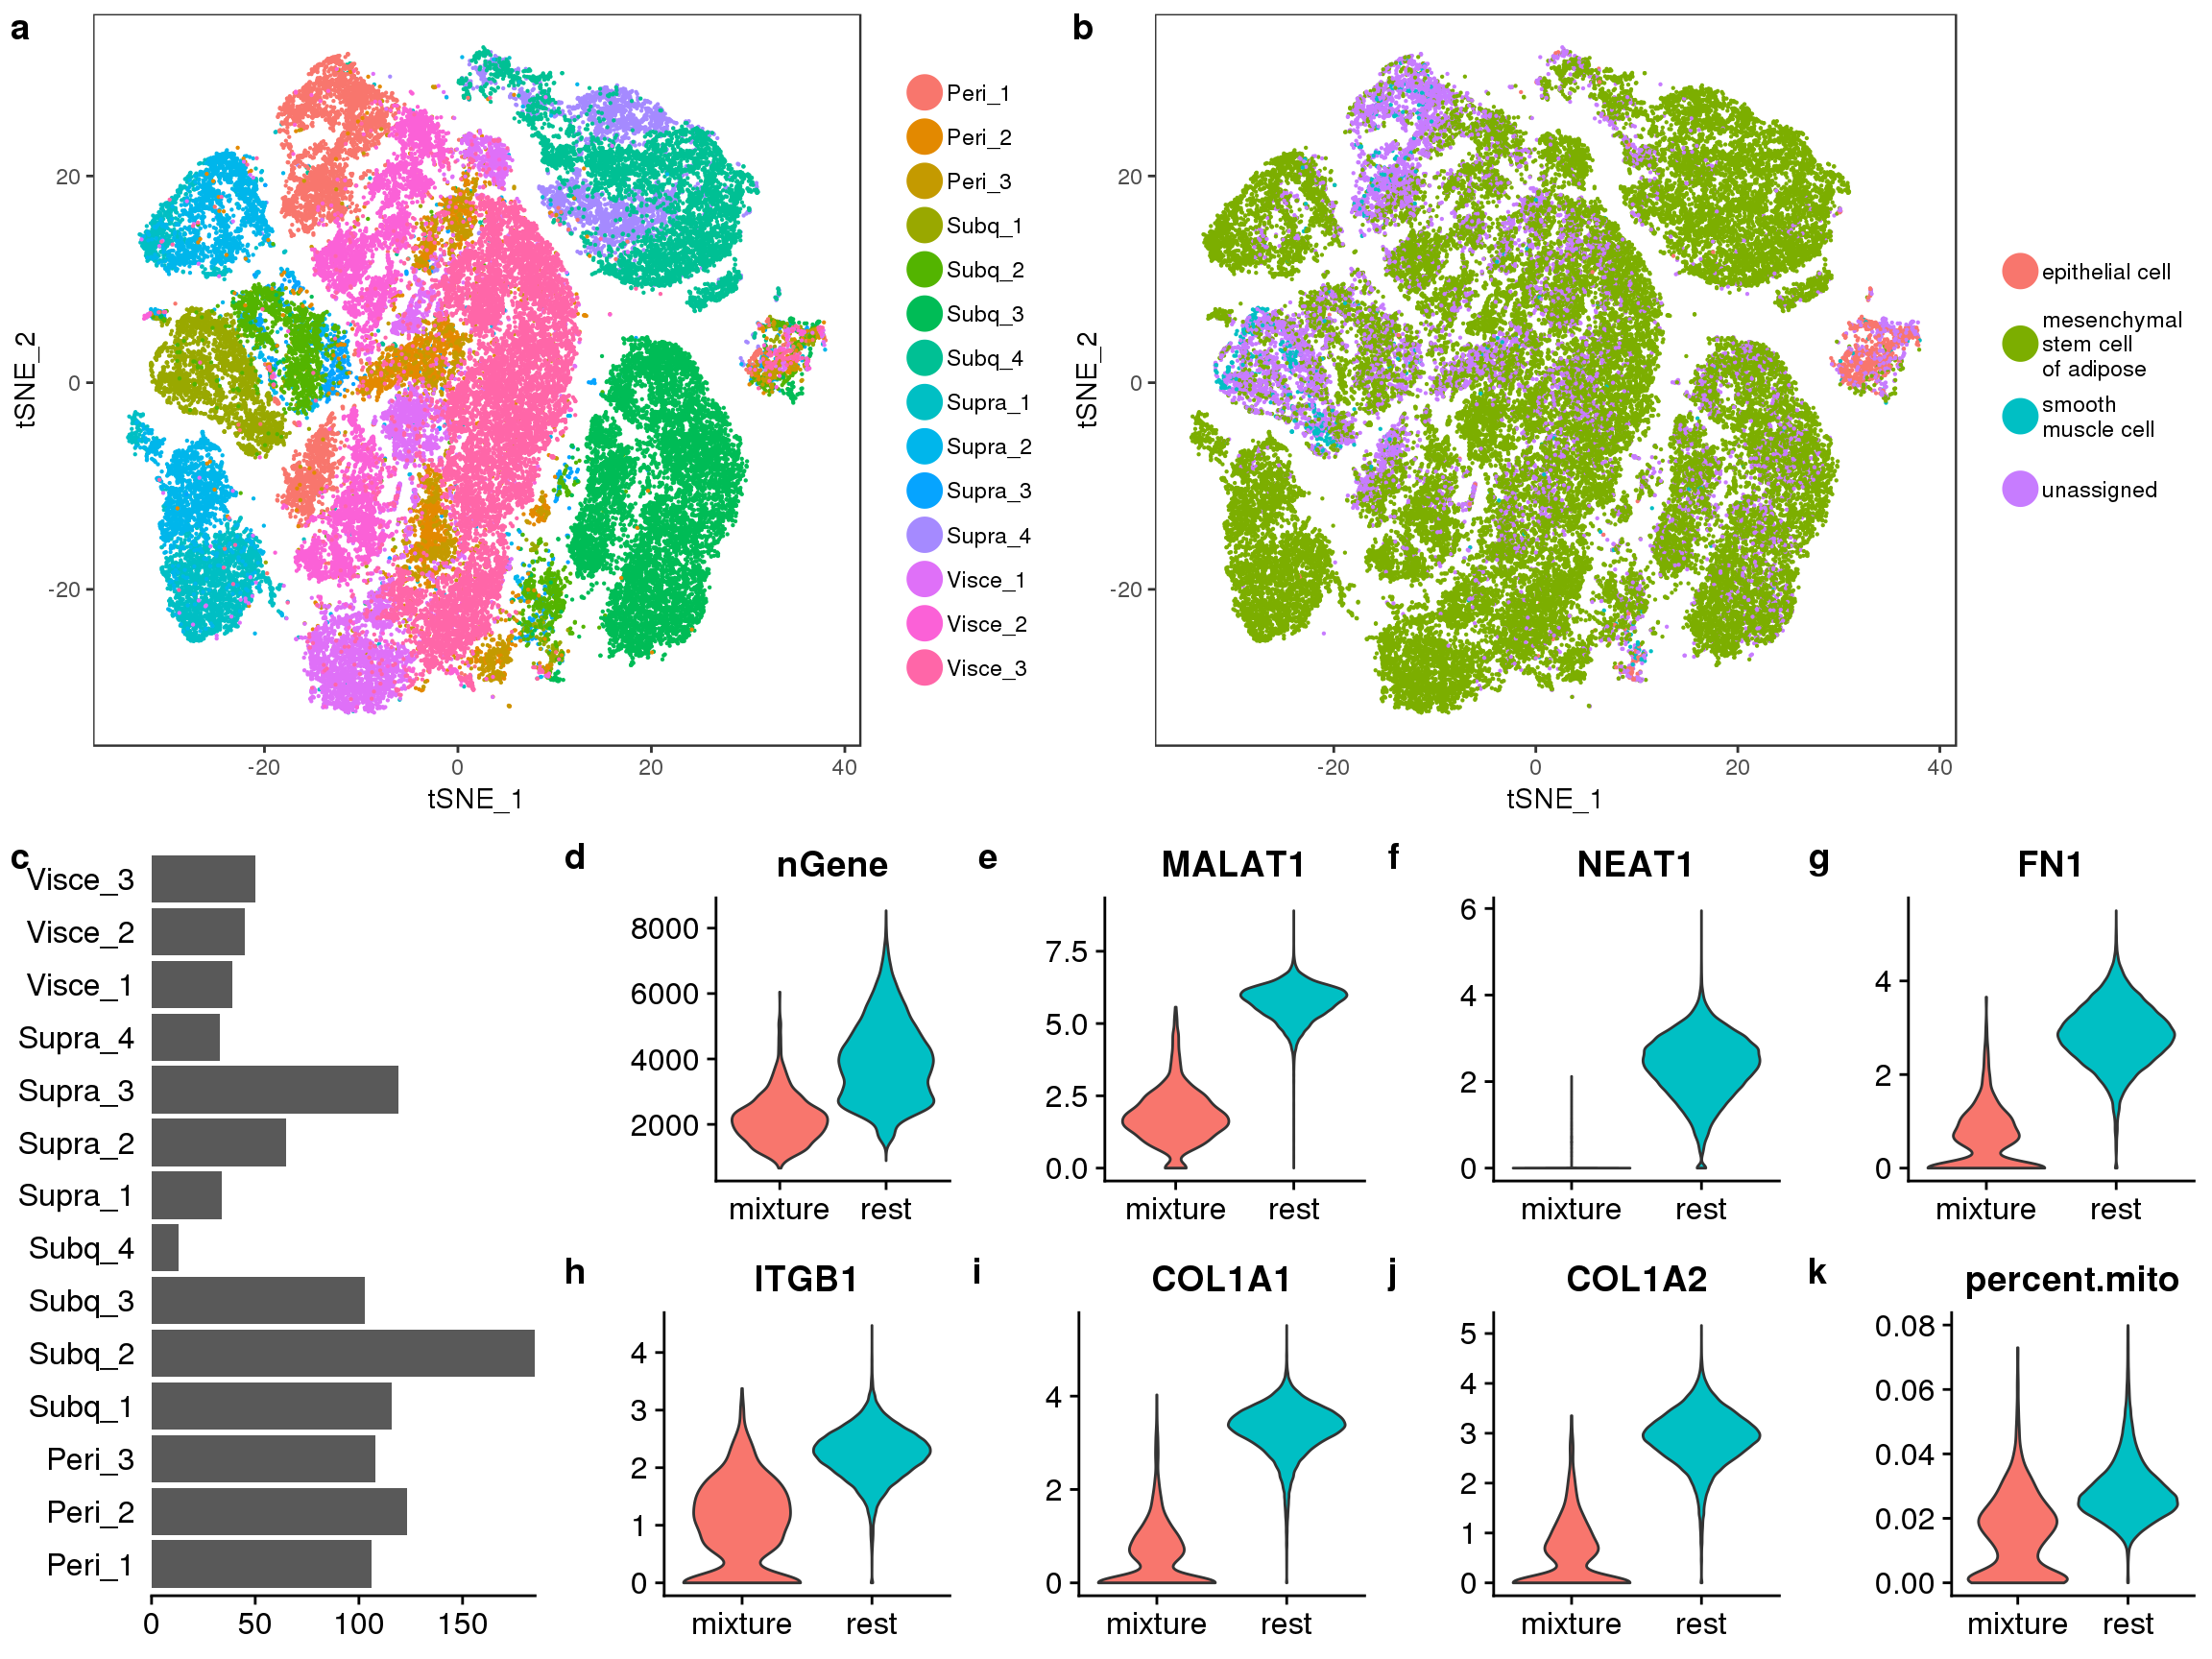 a
tSNE_2
20
0
-20
-20
0
20
40
tSNE_1
Peri_1
Peri_2
Peri_3
Subq_1
Subq_2
Subq_3
Subq_4
Supra_1
Supra_2
Supra_3
Supra_4
Visce_1
Visce_2
Visce_3
b
tSNE_2
20
0
-20
-20
0
20
40
tSNE_1
epithelial cell
mesenchymal
stem cell
of adipose
smooth
muscle cell
unassigned
c
Visce_3
Visce_2
Visce_1
Supra_4
Supra_3
Supra_2
Supra_1
Subq_4
Subq_3
Subq_2
Subq_1
Peri_3
Peri_2
Peri_1
0
50
100
150
d
nGene
8000
6000
4000
2000
mixture
rest
e
MALAT1
7.5
5.0
2.5
0.0
mixture
rest
f
NEAT1
6
4
2
0
mixture
rest
g
FN1
4
2
0
mixture
rest
h
ITGB1
4
3
2
1
0
mixture
rest
i
COL1A1
4
2
0
mixture
rest
j
COL1A2
5
4
3
2
1
0
mixture
rest
k
percent.mito
0.08
0.06
0.04
0.02
0.00
mixture
rest